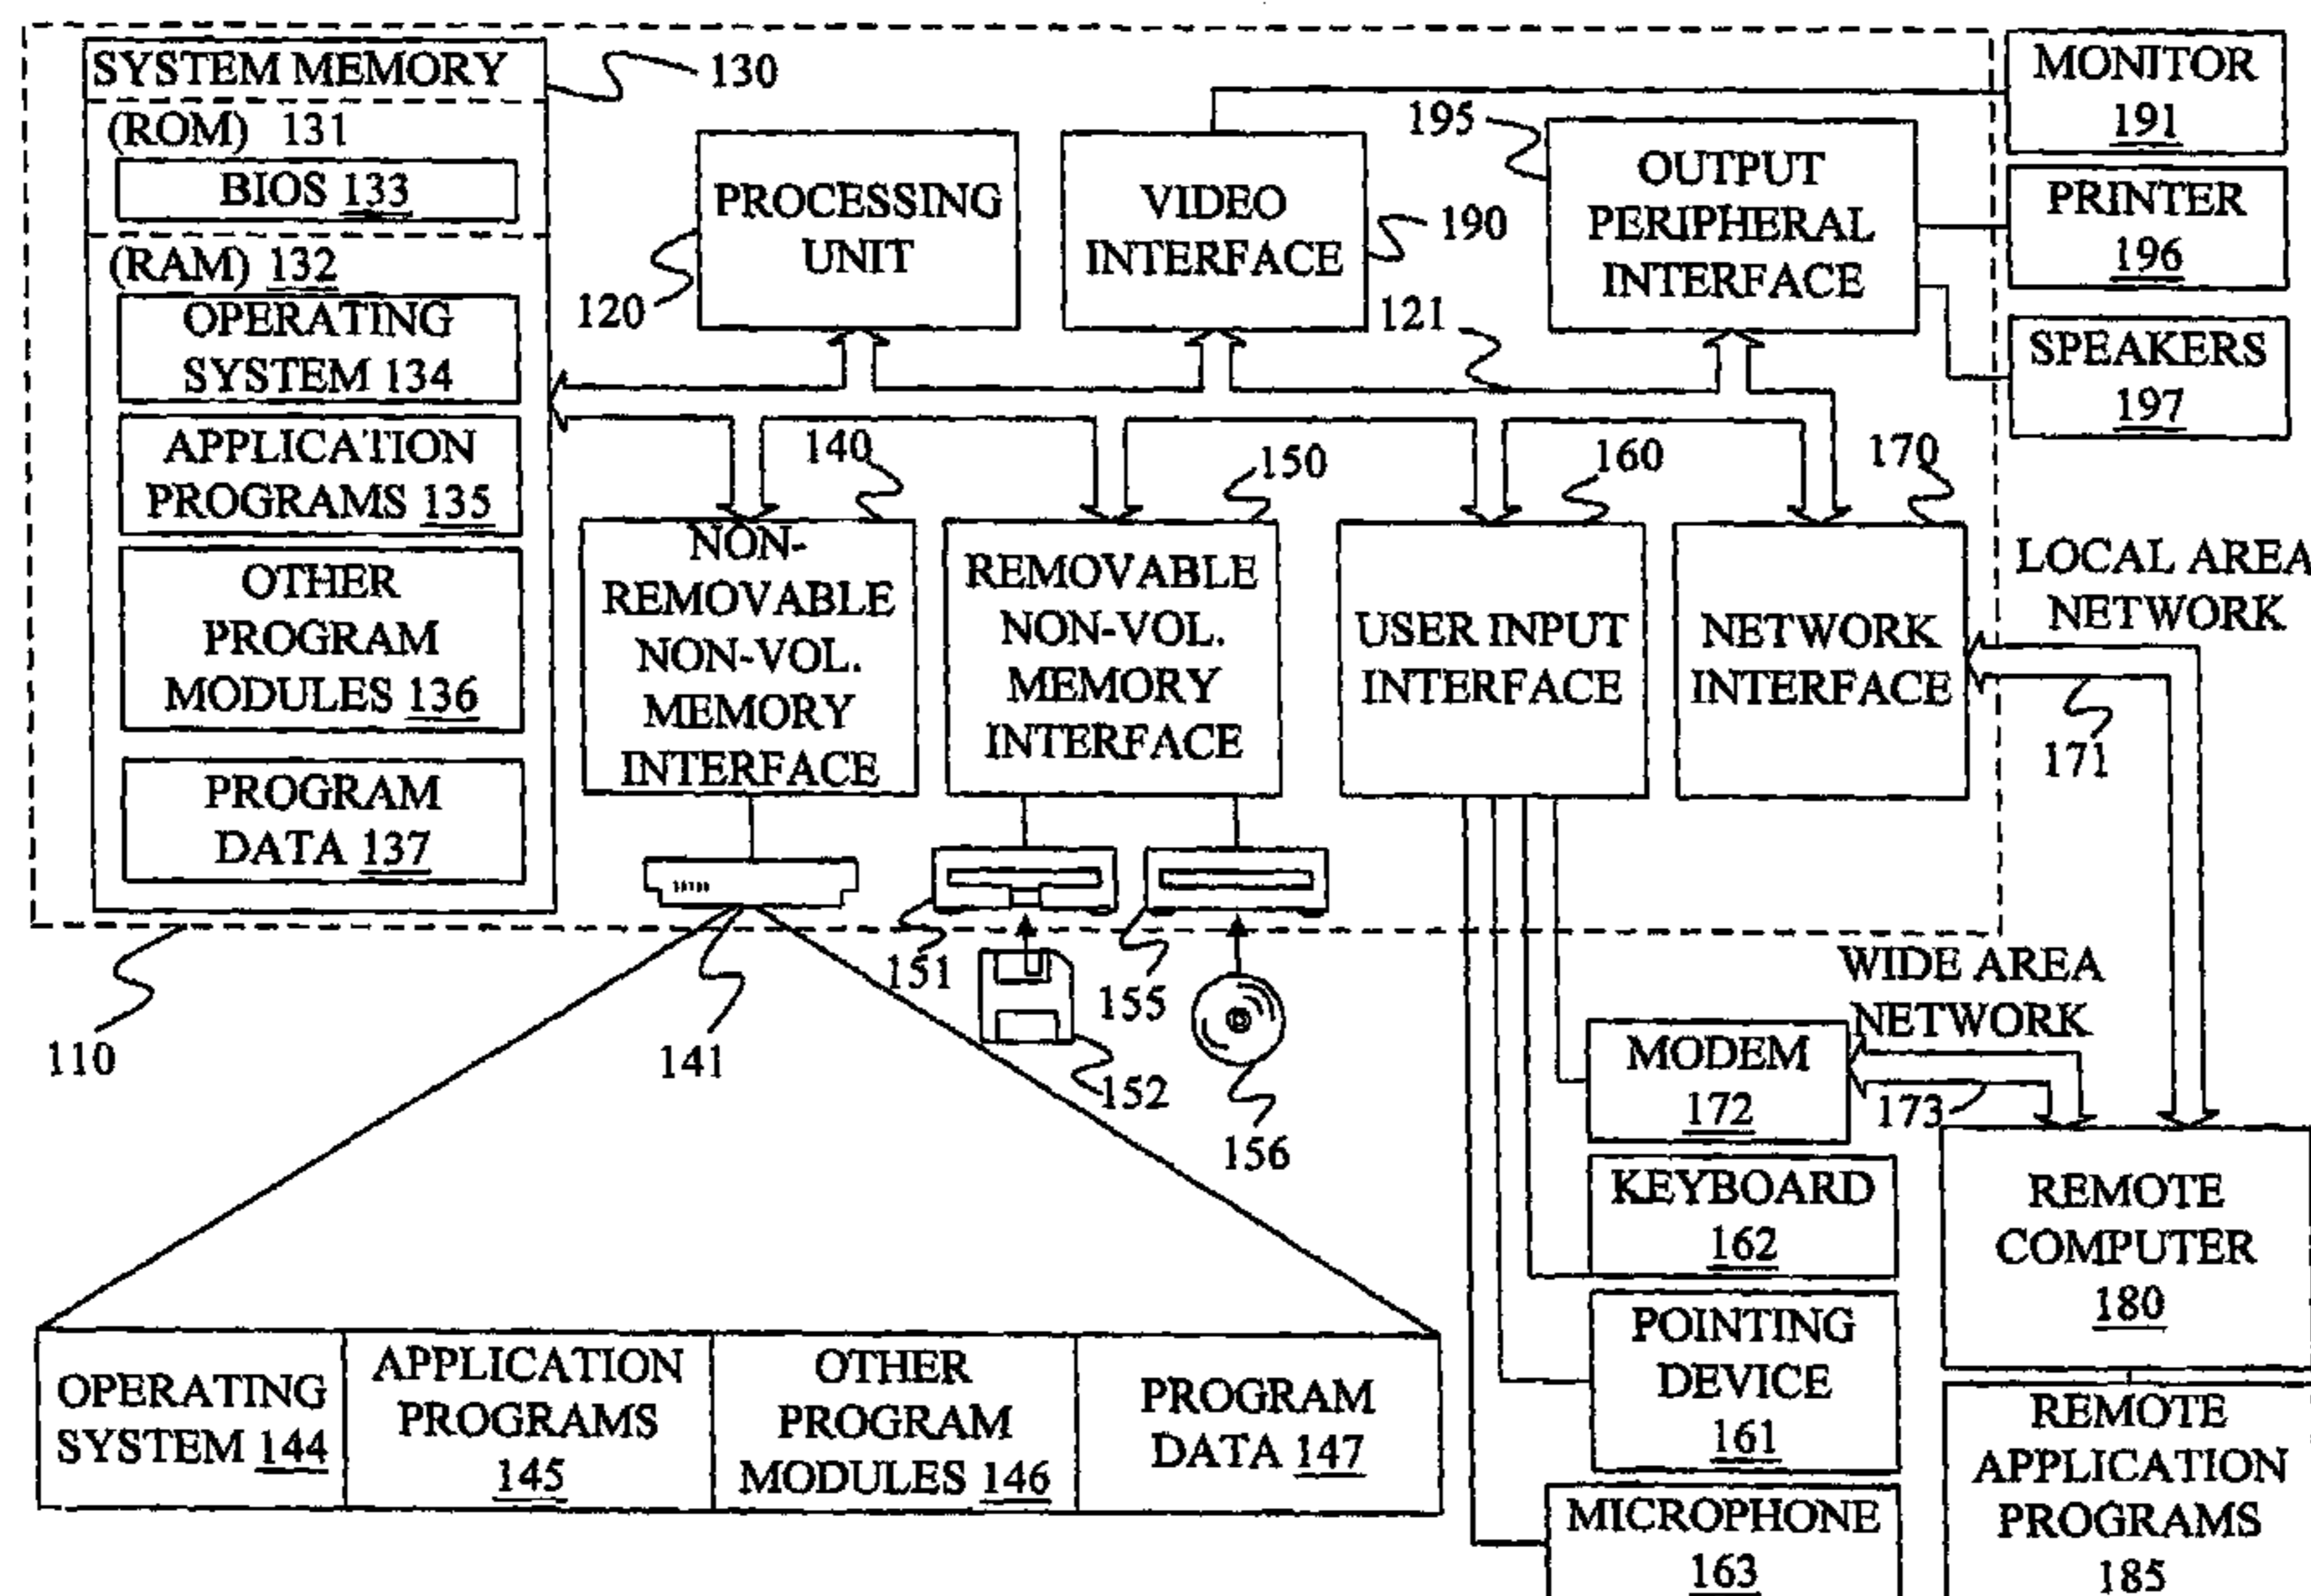 SYSTEM MEMORY
130
(ROM) 131
BIOS 133
(RAM) 132
OPERATING
SYSTEM 134
APPLICATION
PROGRAMS 135
OTHER
PROGRAM
MODULES 136
PROGRAM
DATA 137
PROCESSING
UNIT
120
VIDEO
INTERFACE
190
121
195
OUTPUT
PERIPHERAL
INTERFACE
MONITOR
191
PRINTER
196
SPEAKERS
197
140
NON-
REMOVABLE
NON-VOL.
MEMORY
INTERFACE
150
REMOVABLE
NON-VOL.
MEMORY
INTERFACE
160
USER INPUT
INTERFACE
170
NETWORK
INTERFACE
LOCAL AREA
NETWORK
171
110
141
151
152
155
156
WIDE AREA
NETWORK
173
MODEM
172
KEYBOARD
162
POINTING
DEVICE
161
MICROPHONE
163
REMOTE
COMPUTER
180
REMOTE
APPLICATION
PROGRAMS
185
OPERATING
SYSTEM 144
APPLICATION
PROGRAMS
145
OTHER
PROGRAM
MODULES 146
PROGRAM
DATA 147